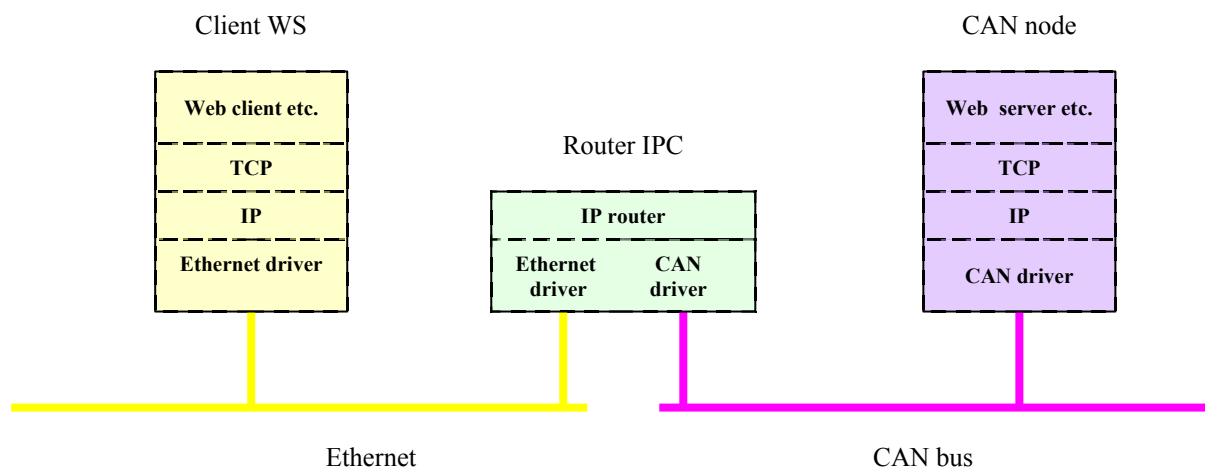 Client WS
CAN node
Web client etc.
TCP
IP
Ethernet driver
Router IPC
IP router
Ethernet
driver
CAN
driver
Web server etc.
TCP
IP
CAN driver
Ethernet
CAN bus